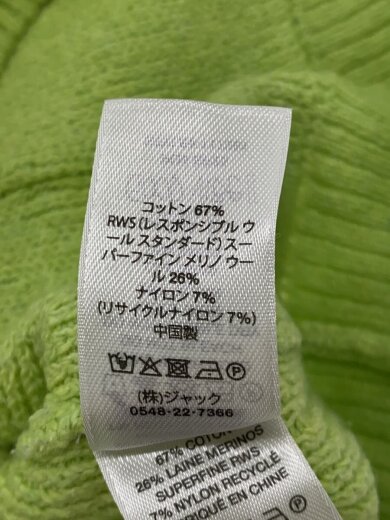 コットン 67%
RWS (レスポンシブル ウ
ール スタンダード) スー
パーファイン メリノ ウー
ル 26%
ナイロン 7%
(リサイクルナイロン 7%)
中国製
(株)ジャック
0548-22-7366
67% COTON
26% LAINE MERINOS
SUPERFINE RWS
7% NYLON RECYCLÉ
FABRIQUÉ EN CHINE